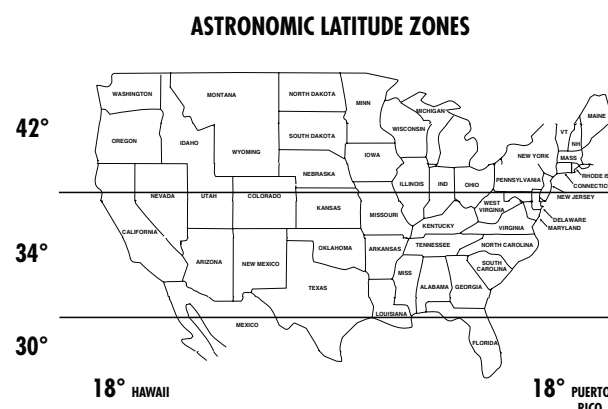 ASTRONOMIC LATITUDE ZONES
WASHINGTON
MONTANA
NORTH DAKOTA
MINN
MICHIGAN
MAINE
42°
OREGON
IDAHO
WYOMING
SOUTH DAKOTA
WISCONSIN
VT
NH
MASS
NEW YORK
IOWA
NEBRASKA
PENNSYLVANIA
RHODE IS
CONNECTIC
NEVADA
UTAH
COLORADO
ILLINOIS
IND
OHIO
NEW JERSEY
KANSAS
MISSOURI
WEST
VIRGINIA
KENTUCKY
VIRGINIA
DELAWARE
MARYLAND
CALIFORNIA
34°
OKLAHOMA
ARKANSAS
TENNESSEE
NORTH CAROLINA
ARIZONA
NEW MEXICO
SOUTH
CAROLINA
TEXAS
MISS
ALABAMA
GEORGIA
LOUISIANA
MEXICO
30°
FLORIDA
18° HAWAII
18° PUERTO
RICO